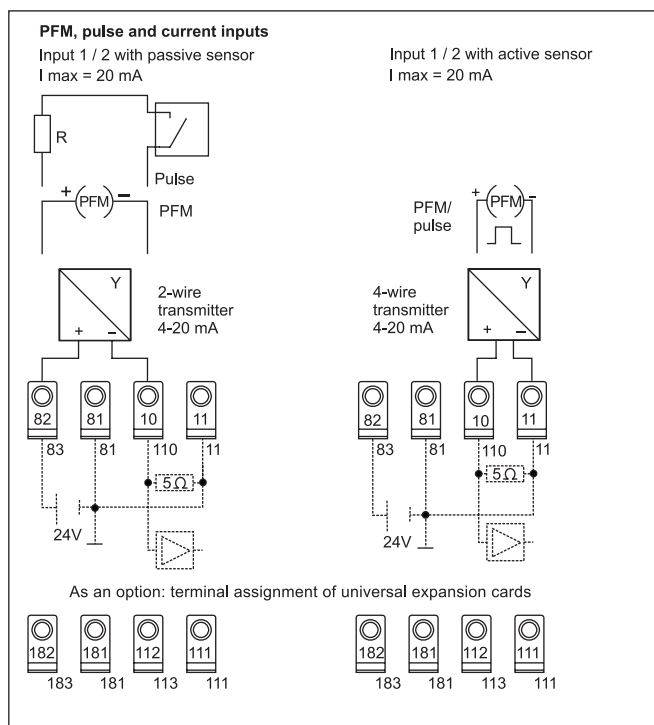 PFM, pulse and current inputs
Input 1 / 2 with passive sensor
I max = 20 mA
R
Pulse
+ PFM −
PFM
Y
+ −
2-wire
transmitter
4-20 mA
82 81 10 11
83 81 110 11
5Ω
24V
Input 1 / 2 with active sensor
I max = 20 mA
+ PFM -
PFM/
pulse
Y
+ −
4-wire
transmitter
4-20 mA
82 81 10 11
83 81 110 11
5Ω
24V
As an option: terminal assignment of universal expansion cards
182 181 112 111
183 181 113 111
182 181 112 111
183 181 113 111